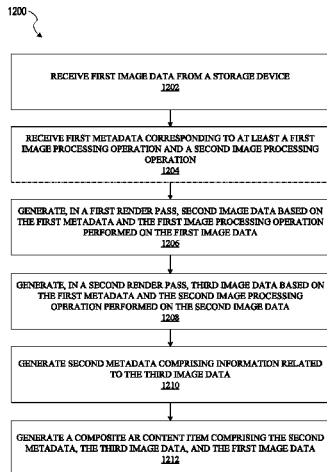 1200
RECEIVE FIRST IMAGE DATA FROM A STORAGE DEVICE
1202
RECEIVE FIRST METADATA CORRESPONDING TO AT LEAST A FIRST
IMAGE PROCESSING OPERATION AND A SECOND IMAGE PROCESSING
OPERATION
1204
GENERATE, IN A FIRST RENDER PASS, SECOND IMAGE DATA BASED ON
THE FIRST METADATA AND THE FIRST IMAGE PROCESSING OPERATION
PERFORMED ON THE FIRST IMAGE DATA
1206
GENERATE, IN A SECOND RENDER PASS, THIRD IMAGE DATA BASED ON
THE FIRST METADATA AND THE SECOND IMAGE PROCESSING
OPERATION PERFORMED ON THE SECOND IMAGE DATA
1208
GENERATE SECOND METADATA COMPRISING INFORMATION RELATED
TO THE THIRD IMAGE DATA
1210
GENERATE A COMPOSITE AR CONTENT ITEM COMPRISING THE SECOND
METADATA, THE THIRD IMAGE DATA, AND THE FIRST IMAGE DATA
1212